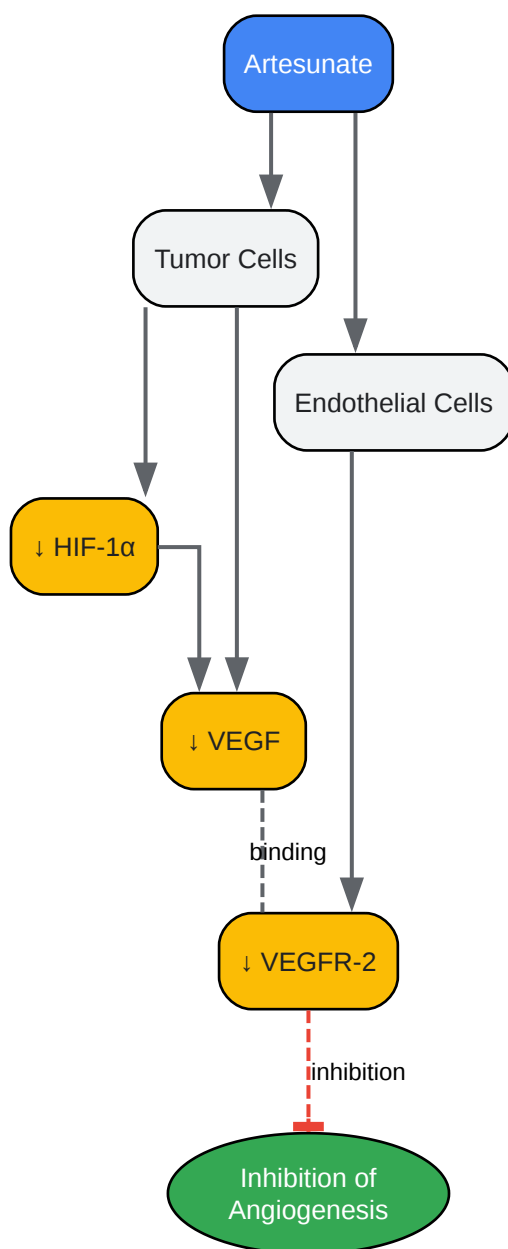 Artesunate
Tumor Cells
Endothelial Cells
↓ HIF-1α
↓ VEGF
binding
↓ VEGFR-2
inhibition
Inhibition of
Angiogenesis